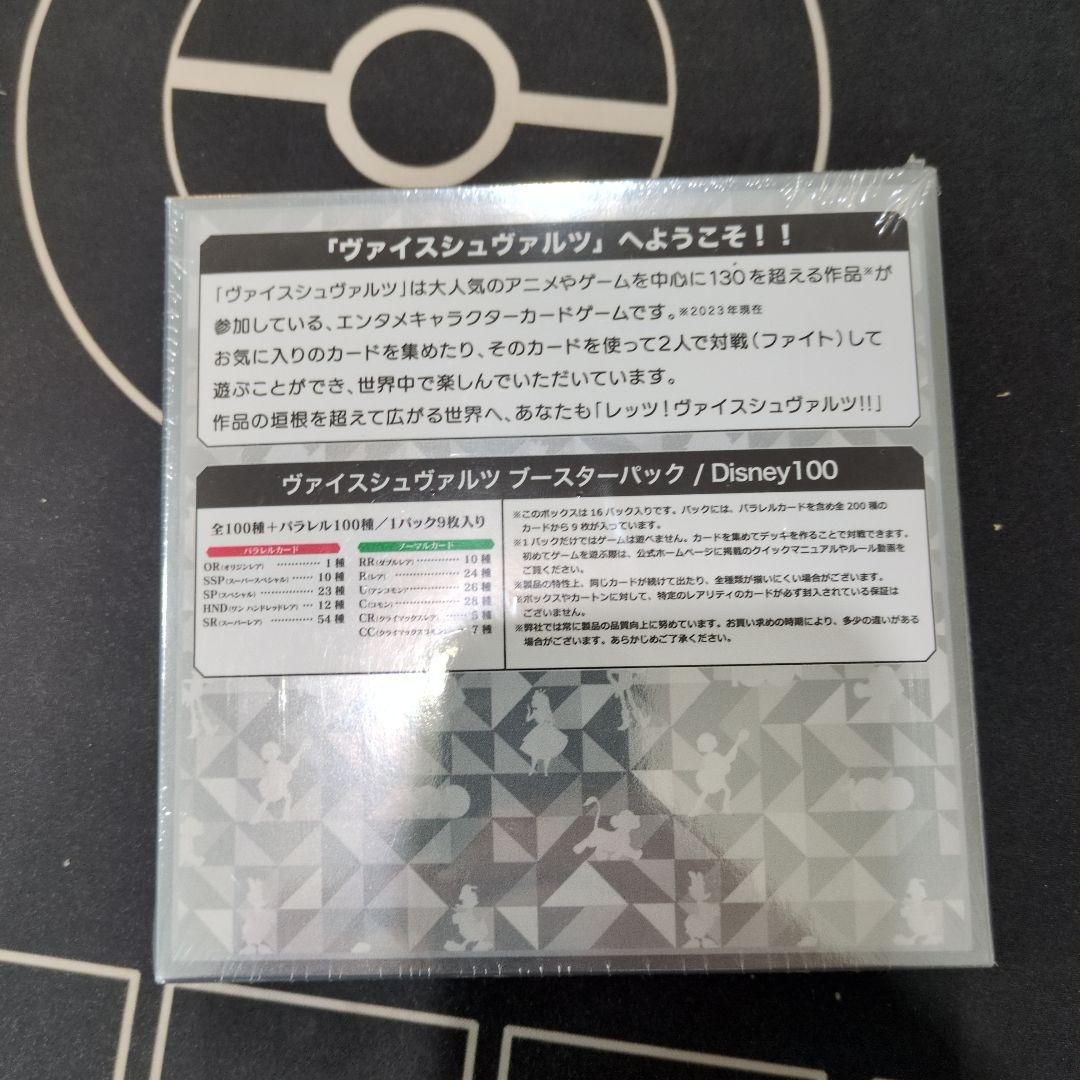 「ヴァイスシュヴァルツ」へようこそ！！
「ヴァイスシュヴァルツ」は大人気のアニメやゲームを中心に130を超える作品※が
参加している、エンタメキャラクターカードゲームです。※2023年現在
お気に入りのカードを集めたり、そのカードを使って2人で対戦（ファイト）して
遊ぶことができ、世界中で楽しんでいただいています。
作品の垣根を超えて広がる世界へ、あなたも「レッツ！ヴァイスシュヴァルツ!!」
ヴァイスシュヴァルツ ブースターパック / Disney100
全100種＋パラレル100種／1パック9枚入り
パラレルカード
OR(オリジンレア) ………… 1種
SSP(スーパースペシャル) …… 10種
SP(スペシャル) …………… 23種
HND(ワン ハンドレッドレア) … 12種
SR(スーパーレア) ………… 54種
ノーマルカード
RR(ダブルレア) ………… 10種
R(レア) ……………… 24種
U(アンコモン) ………… 26種
C(コモン) …………… 28種
CR(クライマックスレア) …… 5種
CC(クライマックスコモン) … 7種
※このボックスは16パック入りです。パックには、パラレルカードを含め全200種の
カードから9枚が入っています。
※1パックだけではゲームは遊べません。カードを集めてデッキを作ることで対戦できます。
初めてゲームを遊ぶ際は、公式ホームページに掲載のクイックマニュアルやルール動画を
ご覧ください。
※製品の特性上、同じカードが続けて出たり、全種類が揃いにくい場合がございます。
※ボックスやカートンに対して、特定のレアリティのカードが必ず封入されている保証は
ございません。
※弊社では常に製品の品質向上に努めています。お買い求めの時期により、多少の違いがある
場合がございます。あらかじめご了承ください。